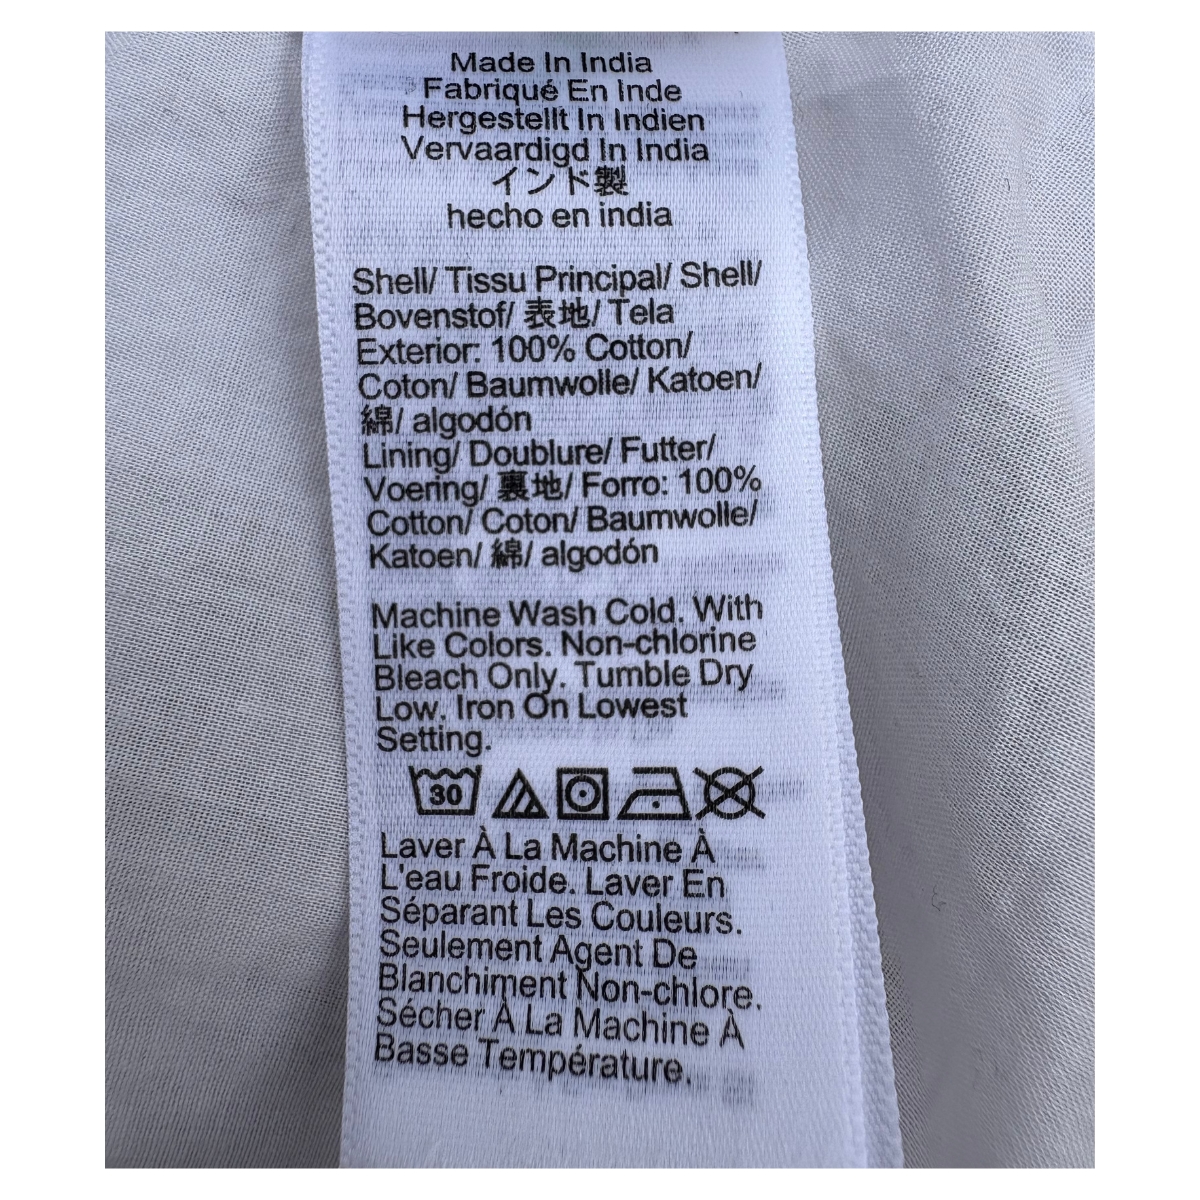 Made In India
Fabriqué En Inde
Hergestellt In Indien
Vervaardigd In India
インド製
hecho en india
Shell/ Tissu Principal/ Shell/
Bovenstof/ 表地/ Tela
Exterior: 100% Cotton/
Coton/ Baumwolle/ Katoen/
綿/ algodón
Lining/ Doublure/ Futter/
Voering/ 裏地/ Forro: 100%
Cotton/ Coton/ Baumwolle/
Katoen/ 綿/ algodón
Machine Wash Cold. With
Like Colors. Non-chlorine
Bleach Only. Tumble Dry
Low. Iron On Lowest
Setting.
30
Laver À La Machine À
L'eau Froide. Laver En
Séparant Les Couleurs.
Seulement Agent De
Blanchiment Non-chlore.
Sécher À La Machine À
Basse Température.